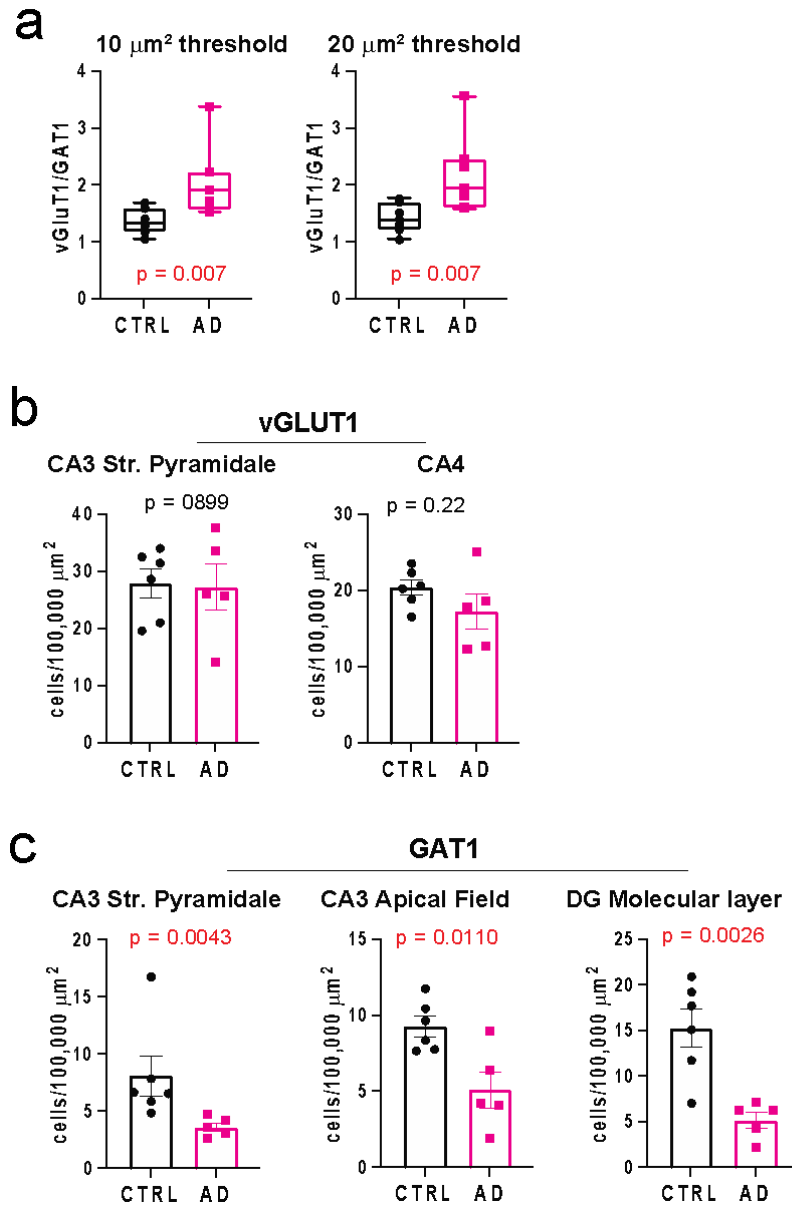 a
10 μm² threshold
20 μm² threshold
vGluT1/GAT1
4
3
2
1
0
p = 0.007
CTRL AD
vGluT1/GAT1
4
3
2
1
0
p = 0.007
CTRL AD
b
vGLUT1
CA3 Str. Pyramidale
CA4
p = 0899
cells/100,000 μm²
40
30
20
10
0
CTRL AD
p = 0.22
cells/100,000 μm²
30
20
10
0
CTRL AD
c
GAT1
CA3 Str. Pyramidale
CA3 Apical Field
DG Molecular layer
p = 0.0043
cells/100,000 μm²
20
15
10
5
0
CTRL AD
p = 0.0110
cells/100,000 μm²
15
10
5
0
CTRL AD
p = 0.0026
cells/100,000 μm²
25
20
15
10
5
0
CTRL AD